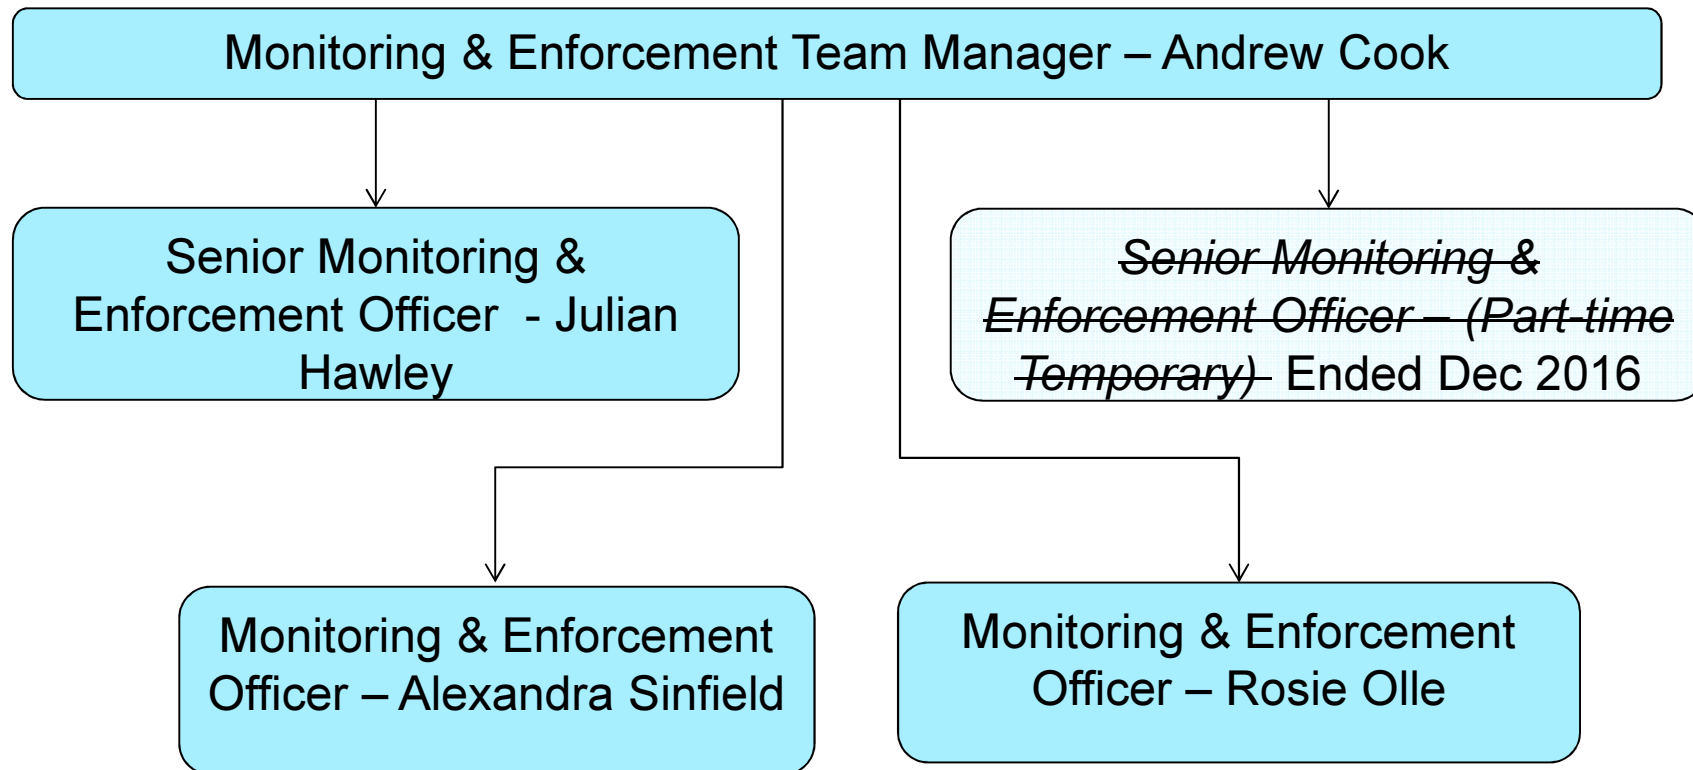 Monitoring & Enforcement Team Manager – Andrew Cook
Senior Monitoring &
Enforcement Officer  - Julian
Hawley
Senior Monitoring &
Enforcement Officer – (Part-time
Temporary)  Ended Dec 2016
Monitoring & Enforcement
Officer – Alexandra Sinfield
Monitoring & Enforcement
Officer – Rosie Olle